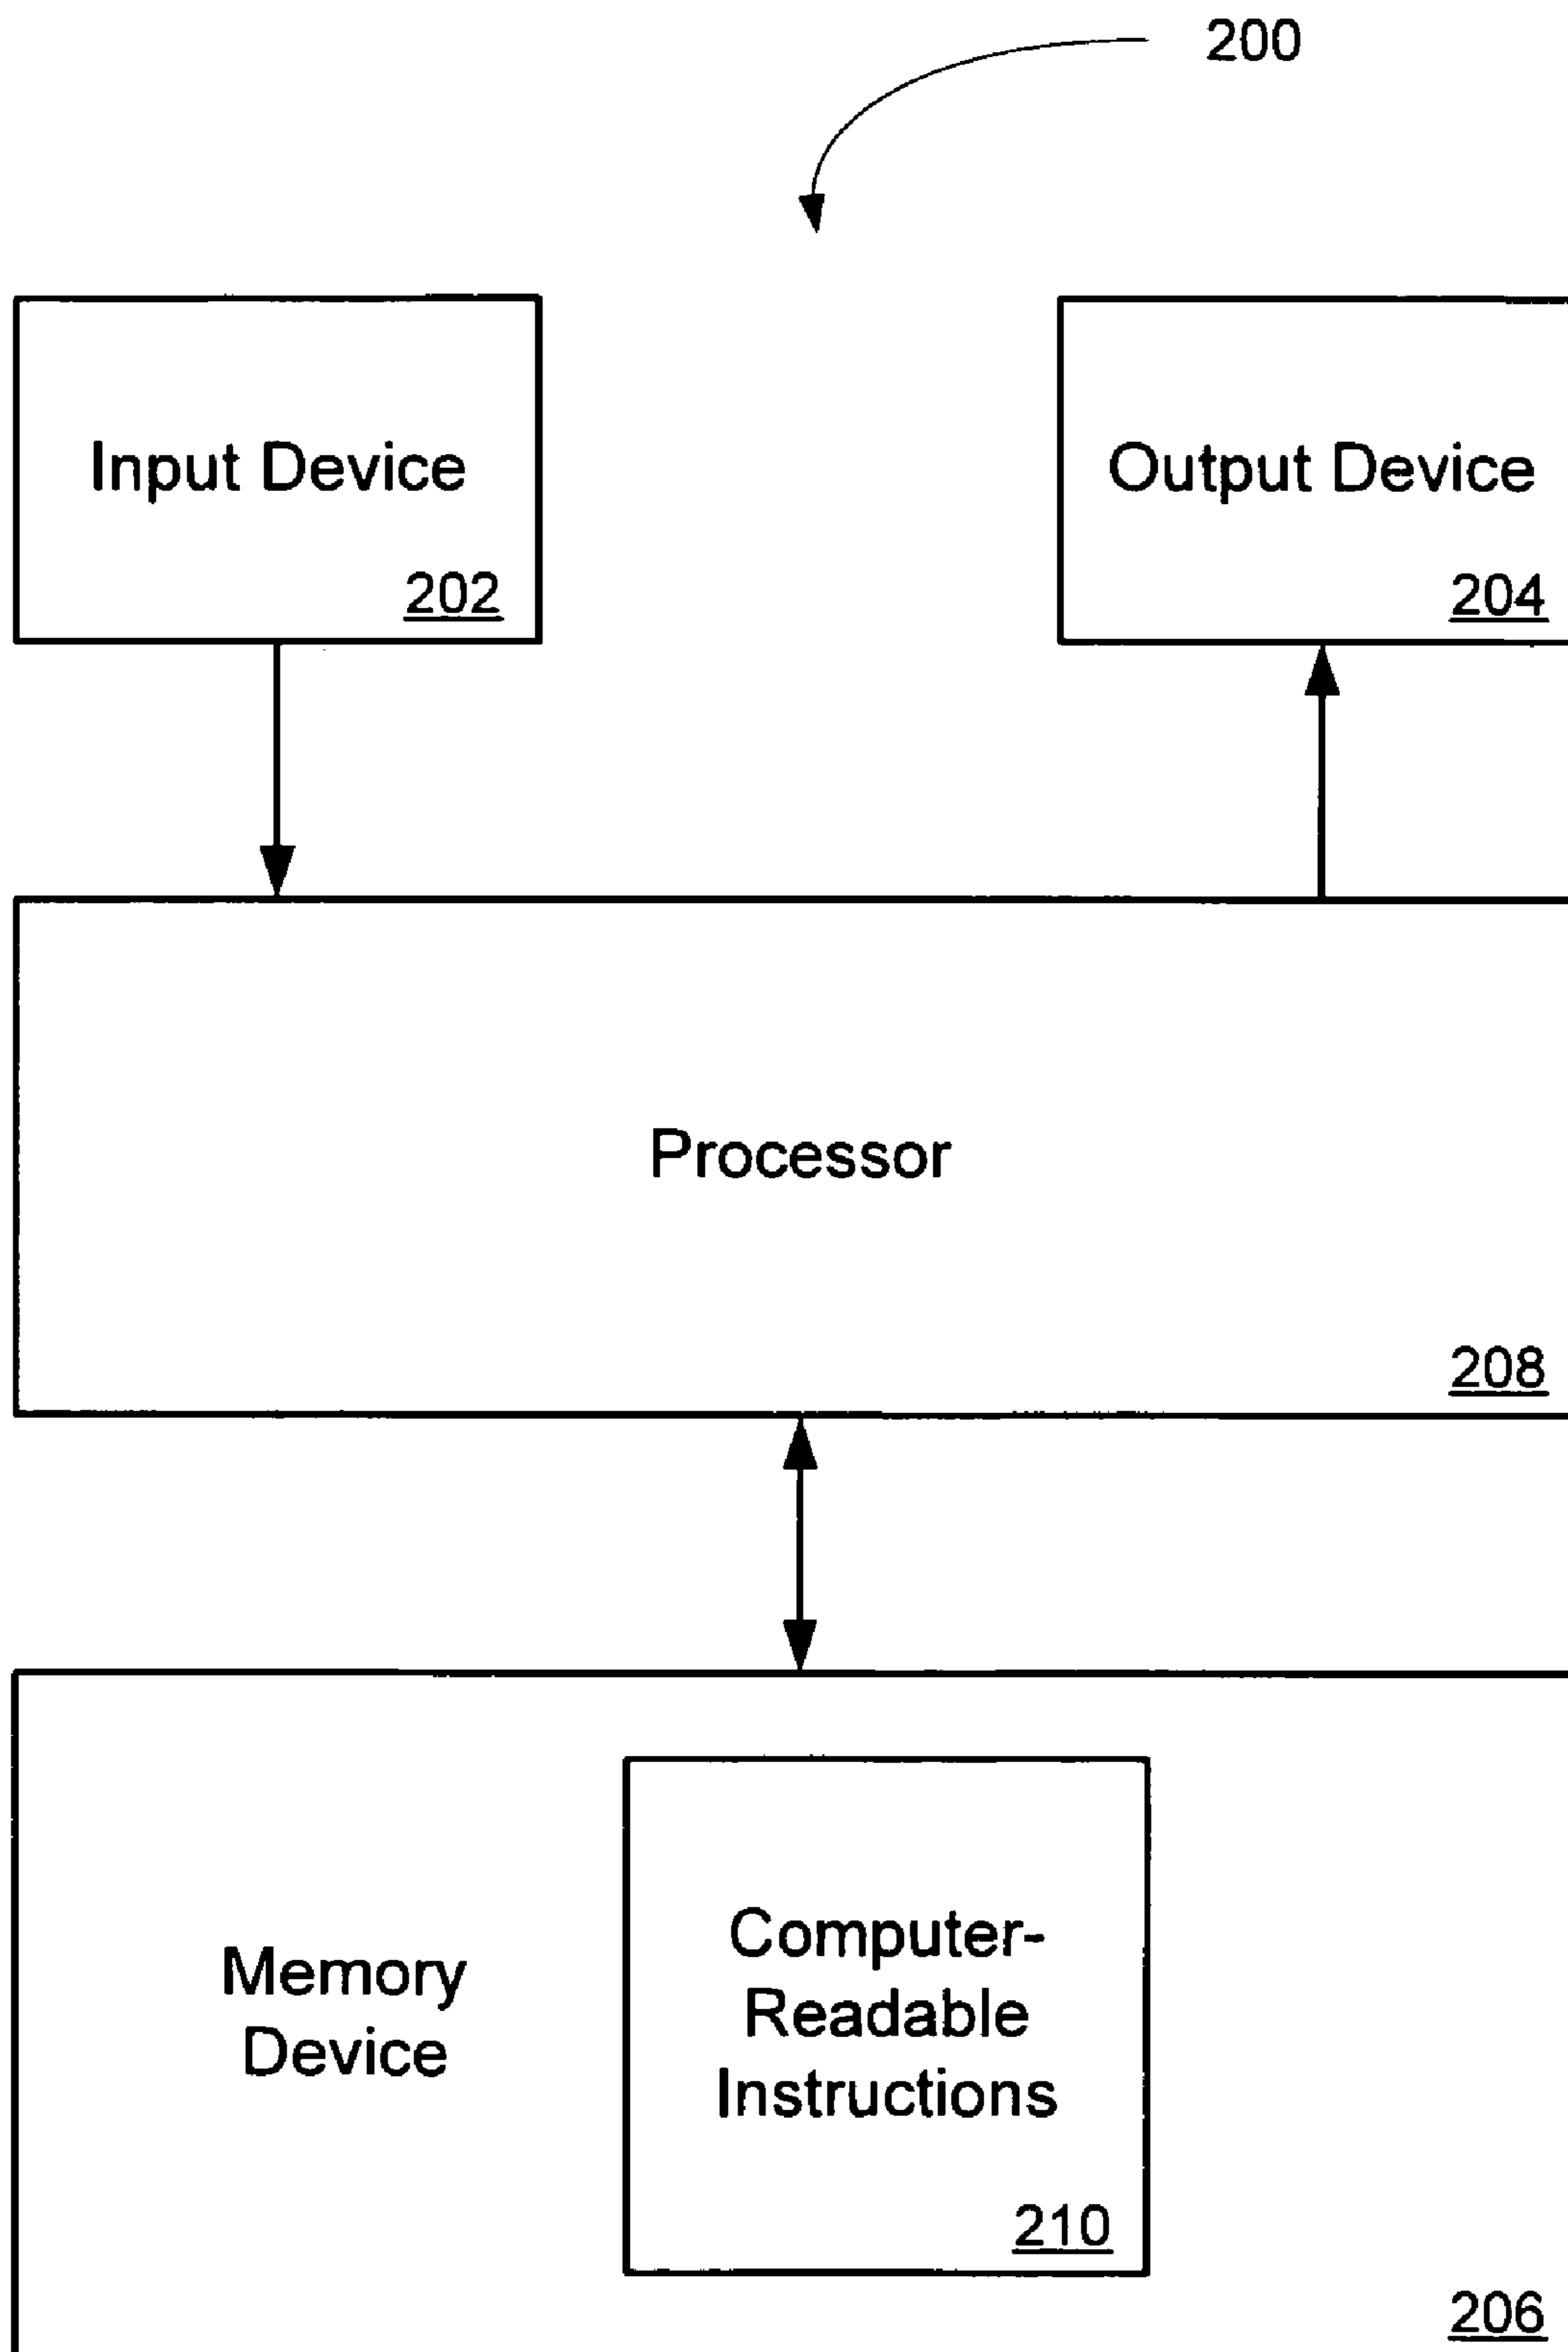 200
Input Device
202
Output Device
204
Processor
208
Memory
Device
Computer-
Readable
Instructions
210
206